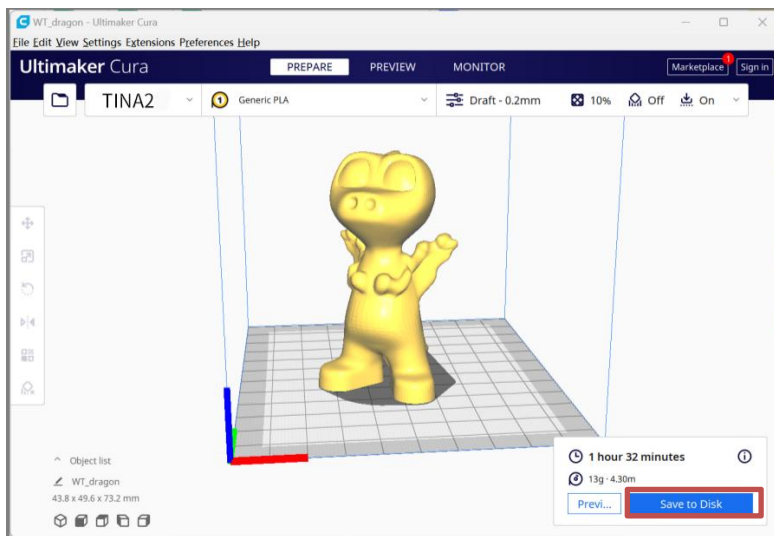 WT_dragon - Ultimaker Cura
File Edit View Settings Extensions Preferences Help
Ultimaker Cura PREPARE PREVIEW MONITOR Marketplace 1 Sign in
TINA2 1 Generic PLA Draft - 0.2mm 10% Off On
Object list
WT_dragon
43.8 x 49.6 x 73.2 mm
1 hour 32 minutes
13g · 4.30m
Previ... Save to Disk